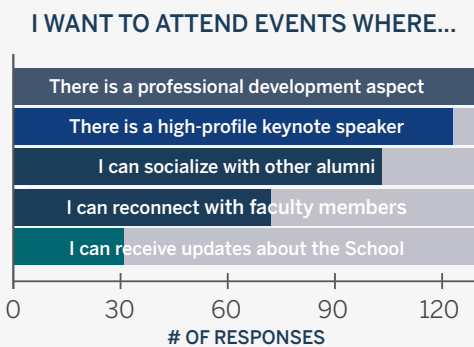 I WANT TO ATTEND EVENTS WHERE...
There is a professional development aspect
There is a high-profile keynote speaker
I can socialize with other alumni
I can reconnect with faculty members
I can receive updates about the School
0 30 60 90 120
# OF RESPONSES